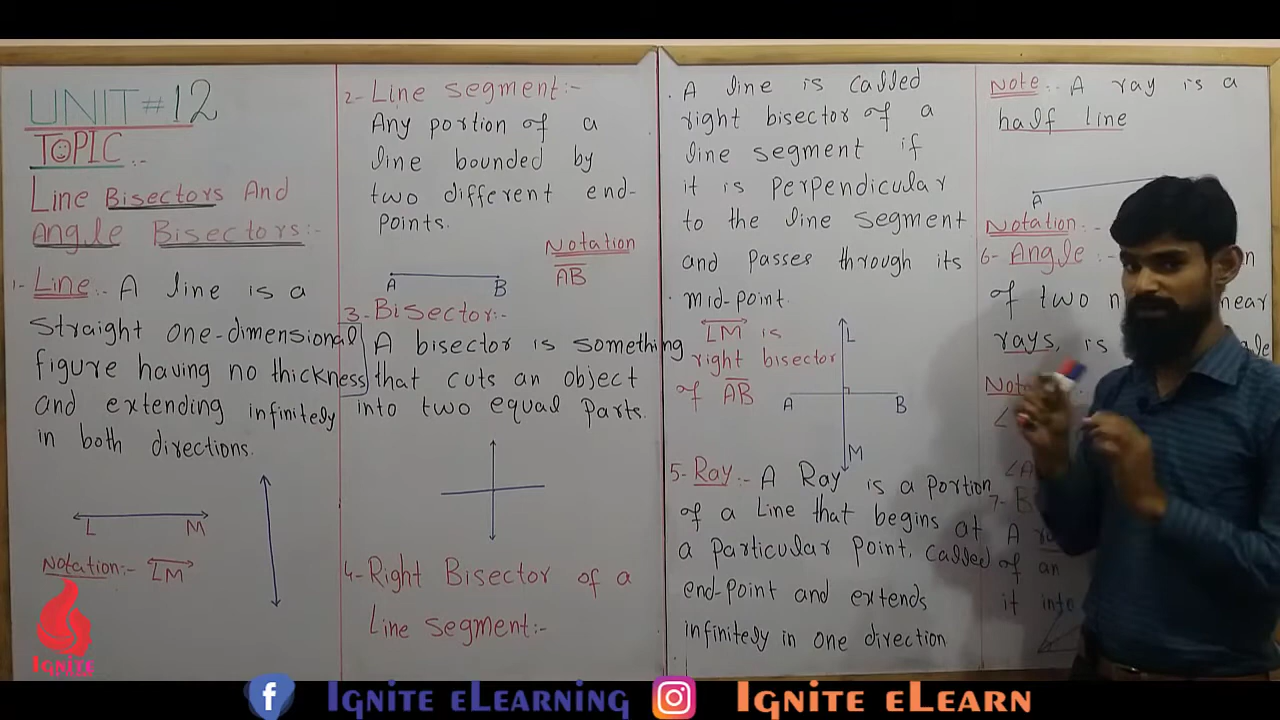 UNIT # 12
TOPIC :-
Line Bisectors And
Angle Bisectors:-
1- Line:- A line is a
straight one-dimensional
figure having no thickness
and extending infinitely
in both directions.
L M
Notation:- LM
2- Line segment:-
Any portion of a
line bounded by
two different end-
points.
Notation
AB
A B
3- Bisector:-
A bisector is something
that cuts an object
into two equal parts.
4- Right Bisector of a
Line segment:-
A line is called
right bisector of a
line segment if
it is perpendicular
to the line segment
and passes through its
mid-point.
LM is
right bisector
of AB
L
A B
M
5- Ray:- A Ray is a portion
of a Line that begins at
a particular point, called
end-point and extends
infinitely in one direction
Note:- A ray is a
half line
A
Notation:-
6- Angle:-
of two
rays, is
7-
A
of an
it into
Ignite
Ignite eLearning Ignite eLearn